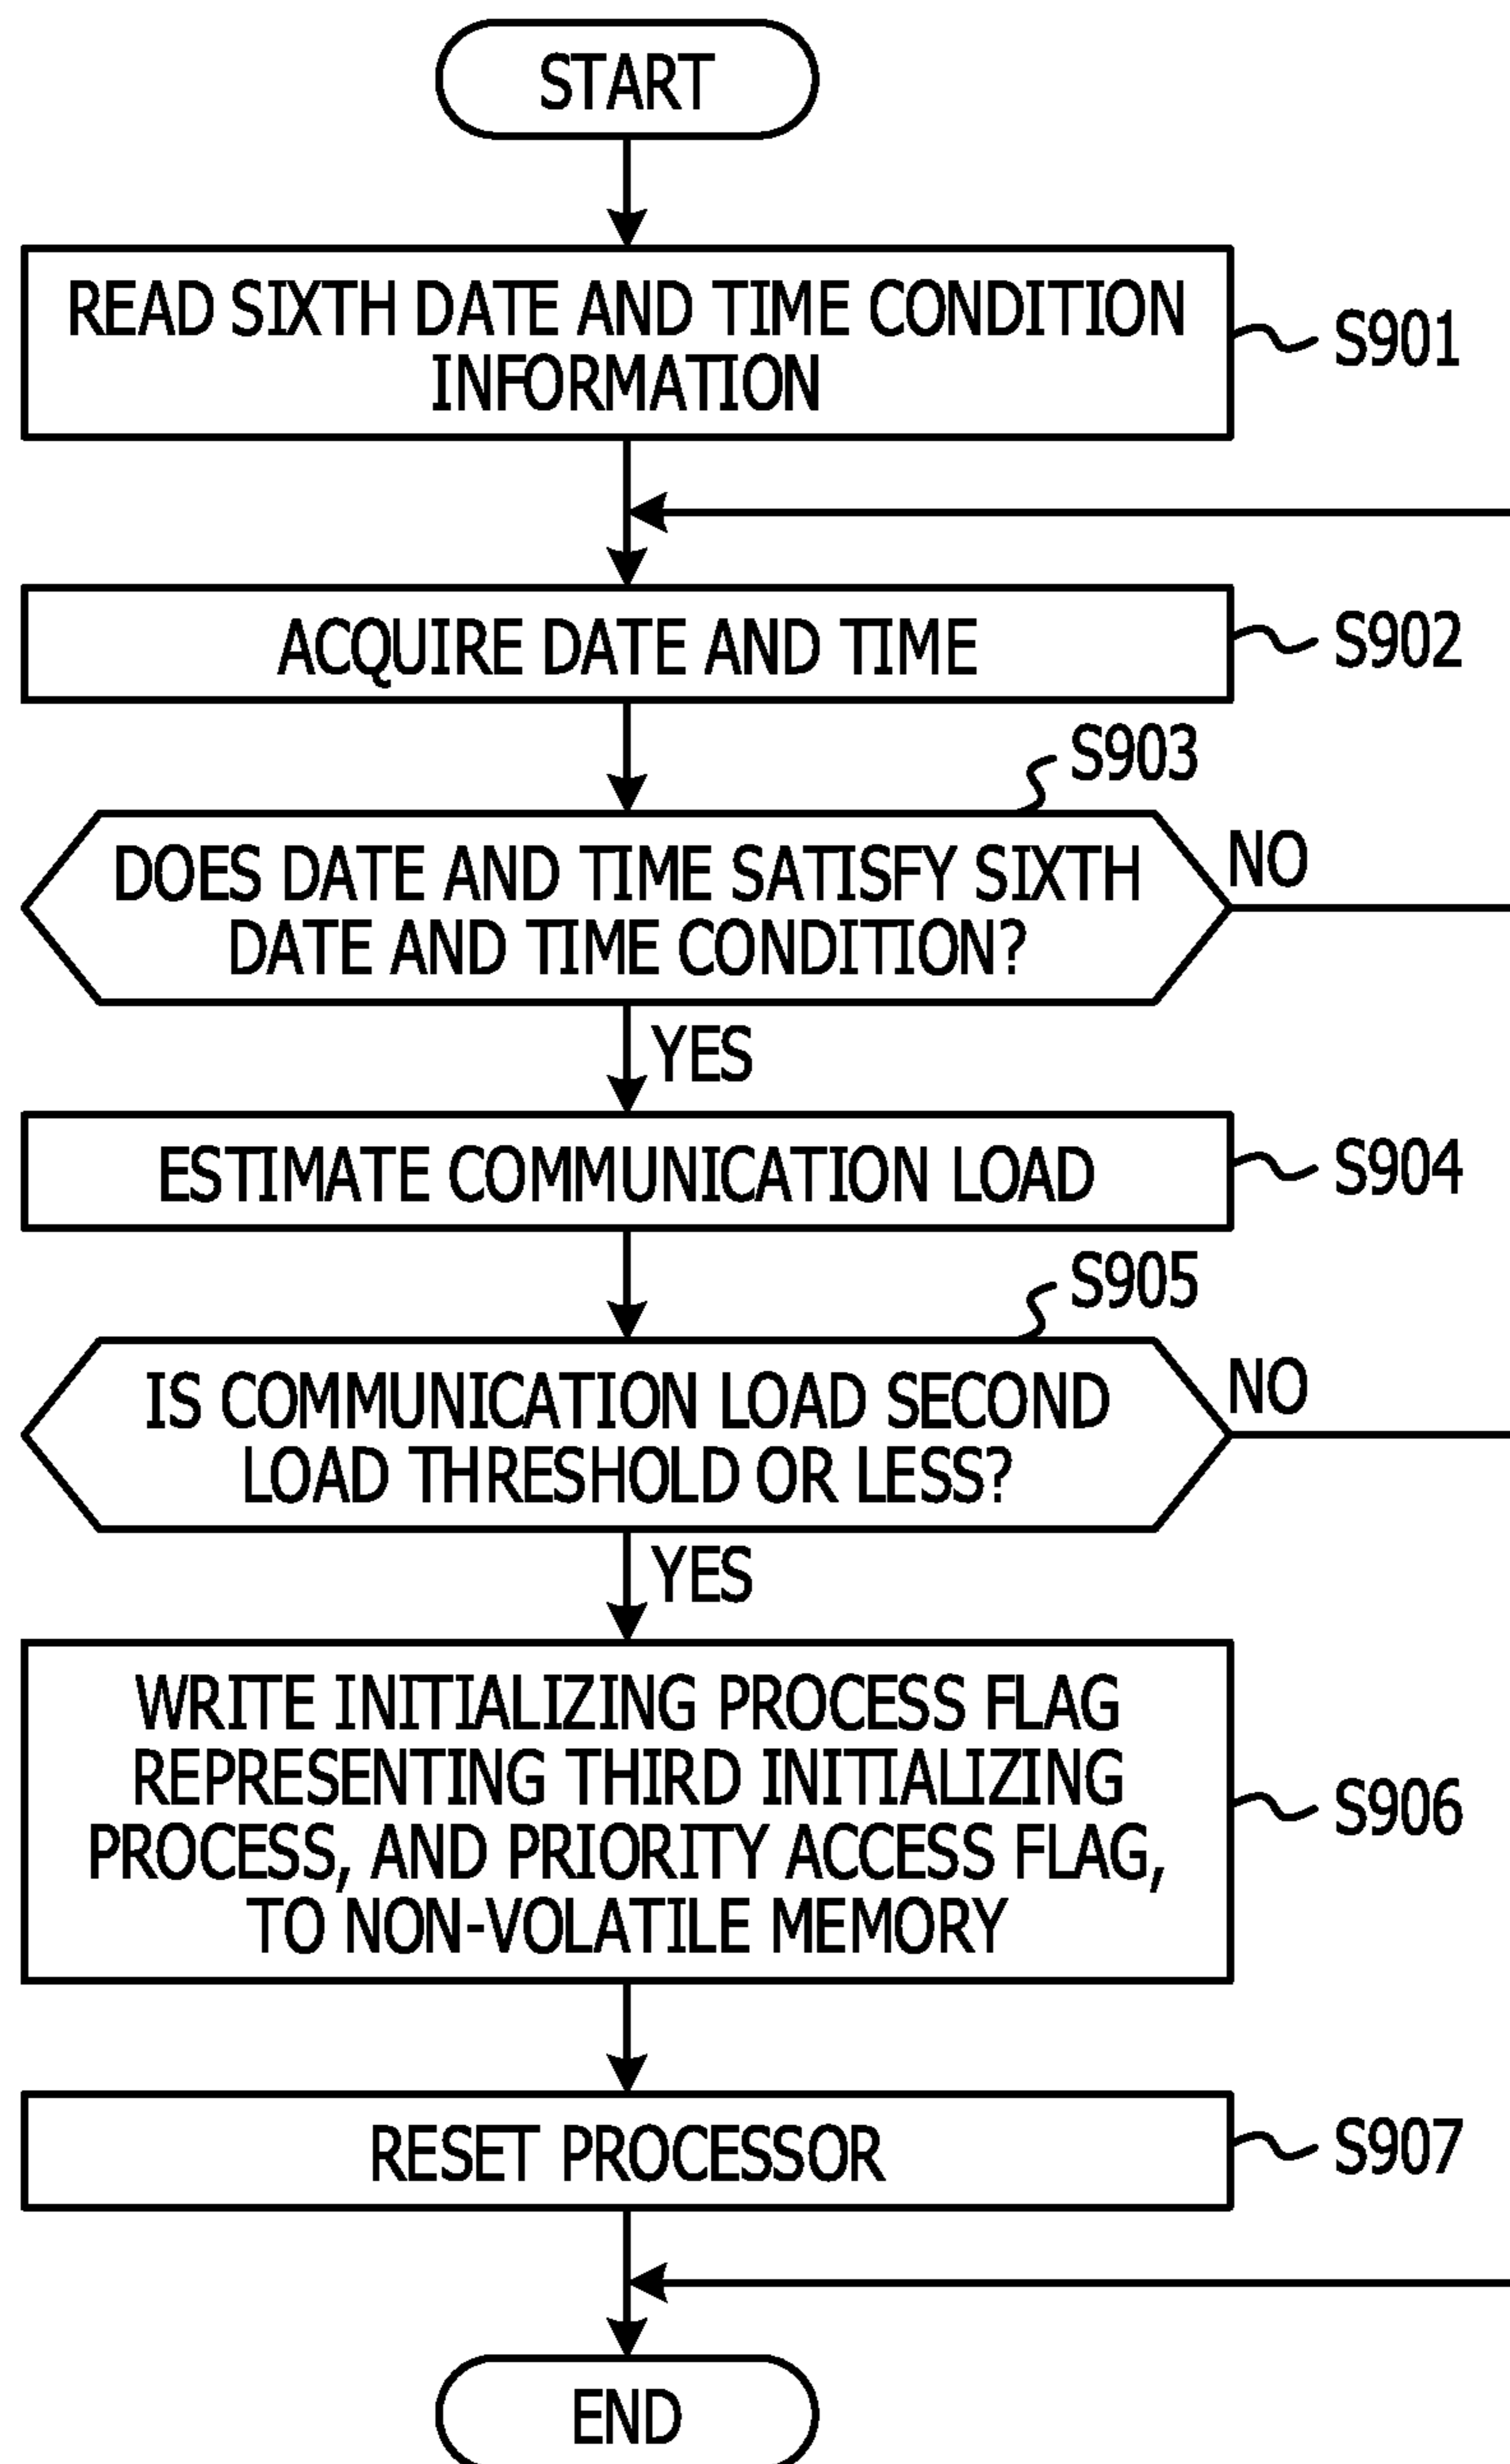 START
READ SIXTH DATE AND TIME CONDITION
INFORMATION
S901
ACQUIRE DATE AND TIME
S902
S903
DOES DATE AND TIME SATISFY SIXTH
DATE AND TIME CONDITION?
NO
YES
ESTIMATE COMMUNICATION LOAD
S904
S905
IS COMMUNICATION LOAD SECOND
LOAD THRESHOLD OR LESS?
NO
YES
WRITE INITIALIZING PROCESS FLAG
REPRESENTING THIRD INITIALIZING
PROCESS, AND PRIORITY ACCESS FLAG,
TO NON-VOLATILE MEMORY
S906
RESET PROCESSOR
S907
END